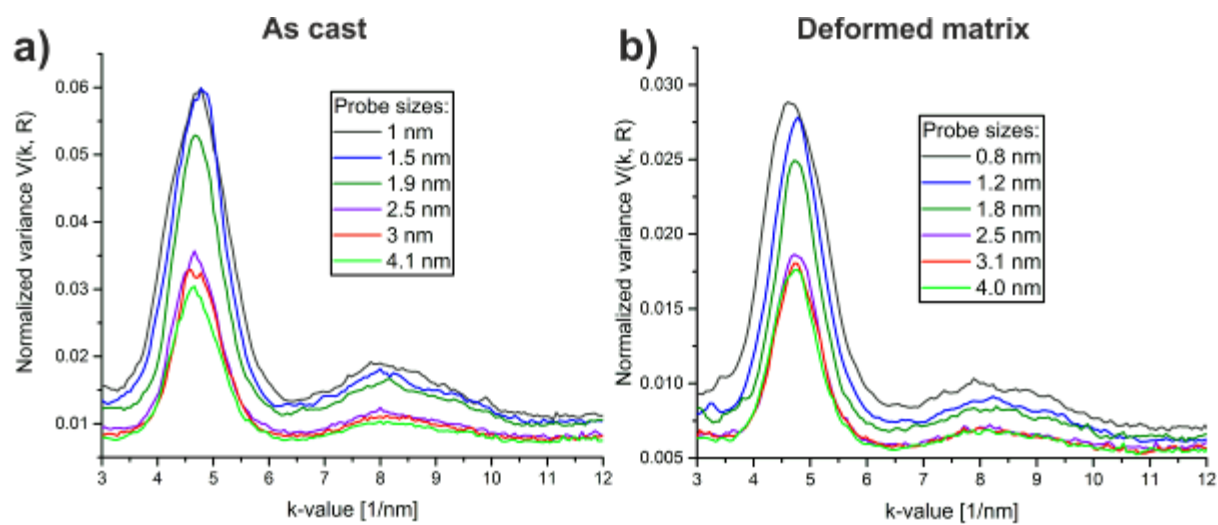 a)
As cast
Normalized variance V(k, R)
0.06
0.05
0.04
0.03
0.02
0.01
Probe sizes:
1 nm
1.5 nm
1.9 nm
2.5 nm
3 nm
4.1 nm
3 4 5 6 7 8 9 10 11 12
k-value [1/nm]
b)
Deformed matrix
Normalized variance V(k, R)
0.030
0.025
0.020
0.015
0.010
0.005
Probe sizes:
0.8 nm
1.2 nm
1.8 nm
2.5 nm
3.1 nm
4.0 nm
3 4 5 6 7 8 9 10 11 12
k-value [1/nm]